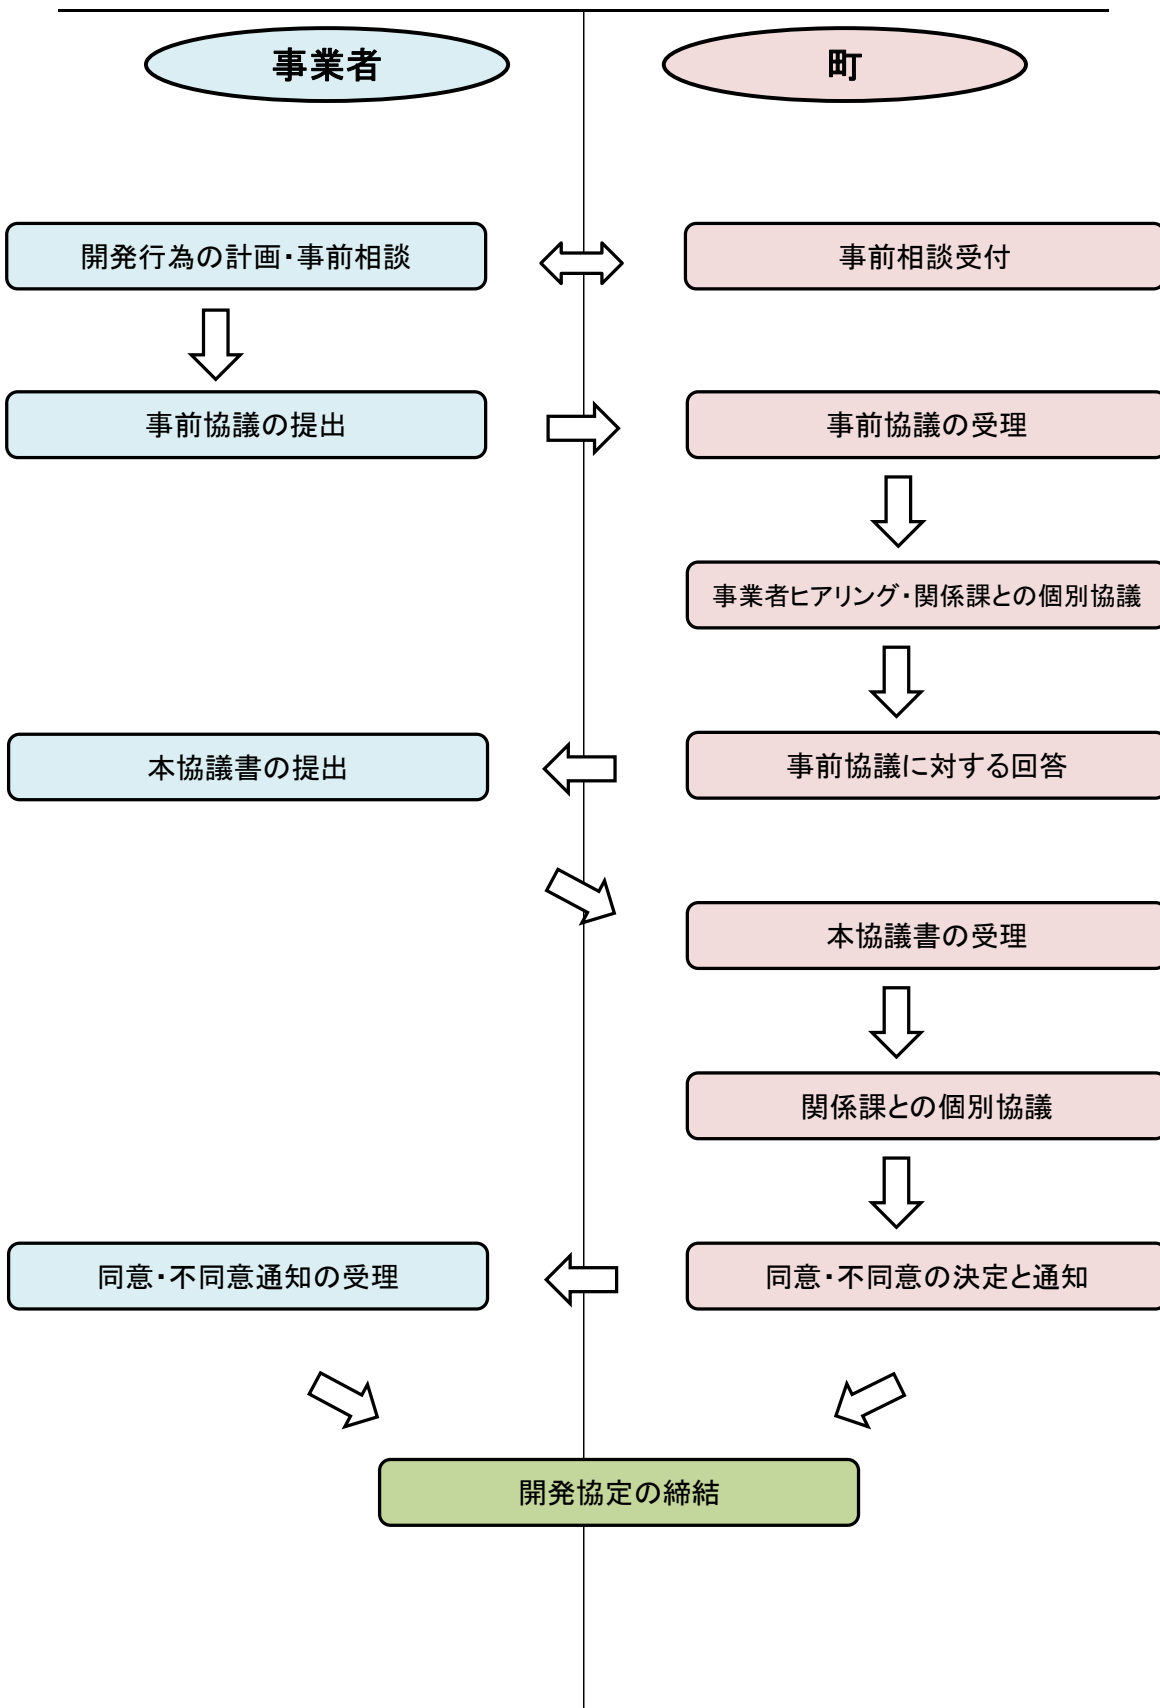 事業者
町
開発行為の計画・事前相談
事前相談受付
事前協議の提出
事前協議の受理
事業者ヒアリング・関係課との個別協議
本協議書の提出
事前協議に対する回答
本協議書の受理
関係課との個別協議
同意・不同意通知の受理
同意・不同意の決定と通知
開発協定の締結